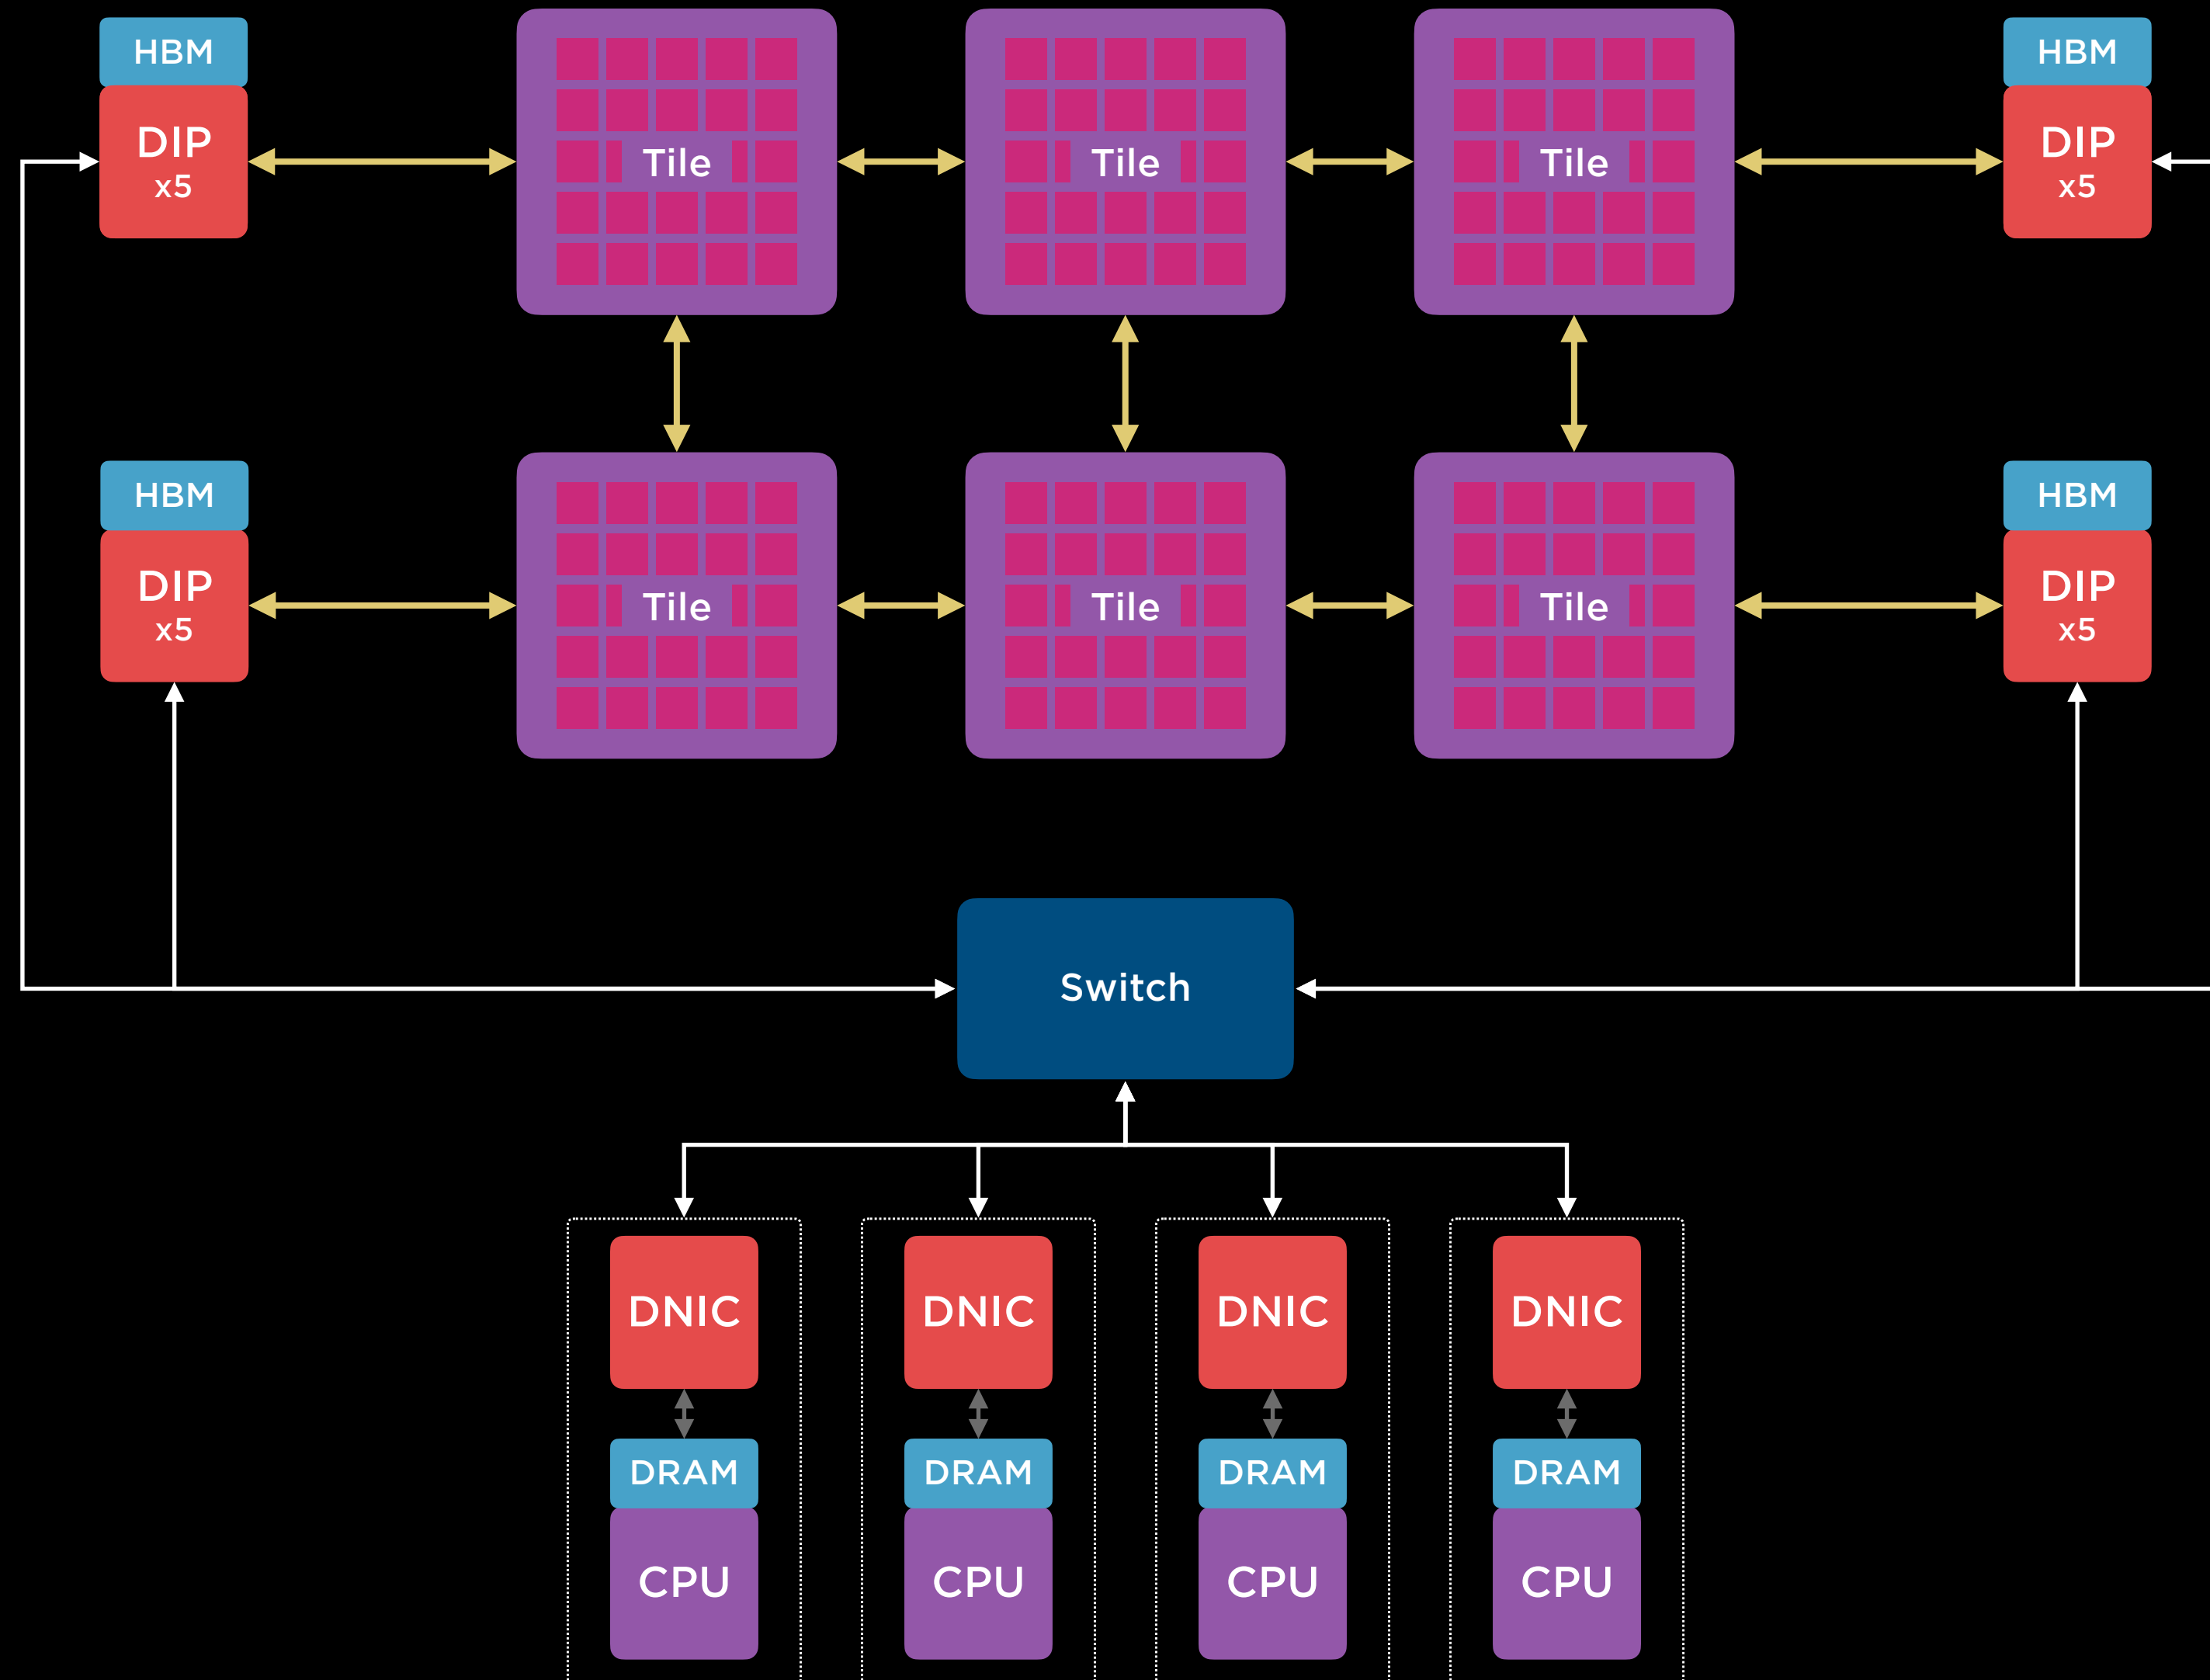 HBM
DIP
x5
Tile
Tile
Tile
HBM
DIP
x5
HBM
DIP
x5
Tile
Tile
Tile
HBM
DIP
x5
Switch
DNIC
DNIC
DNIC
DNIC
DRAM
DRAM
DRAM
DRAM
CPU
CPU
CPU
CPU